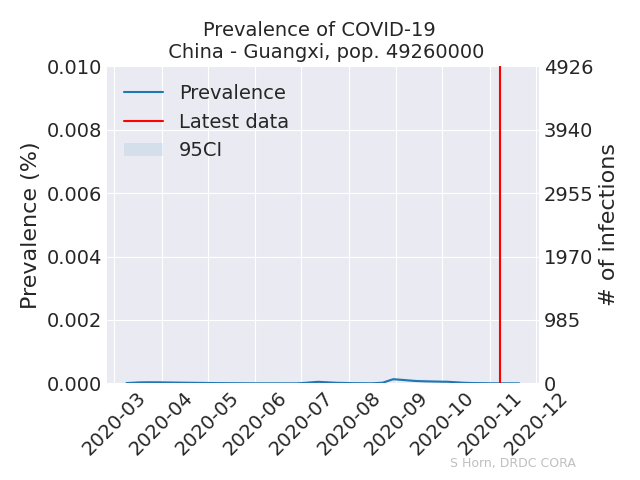 Prevalence of COVID-19
China - Guangxi, pop. 49260000
Prevalence
Latest data
95CI
Prevalence (%)
0.010
0.008
0.006
0.004
0.002
0.000
4926
3940
2955
1970
985
0
# of infections
2020-03
2020-04
2020-05
2020-06
2020-07
2020-08
2020-09
2020-10
2020-11
2020-12
S Horn, DRDC CORA